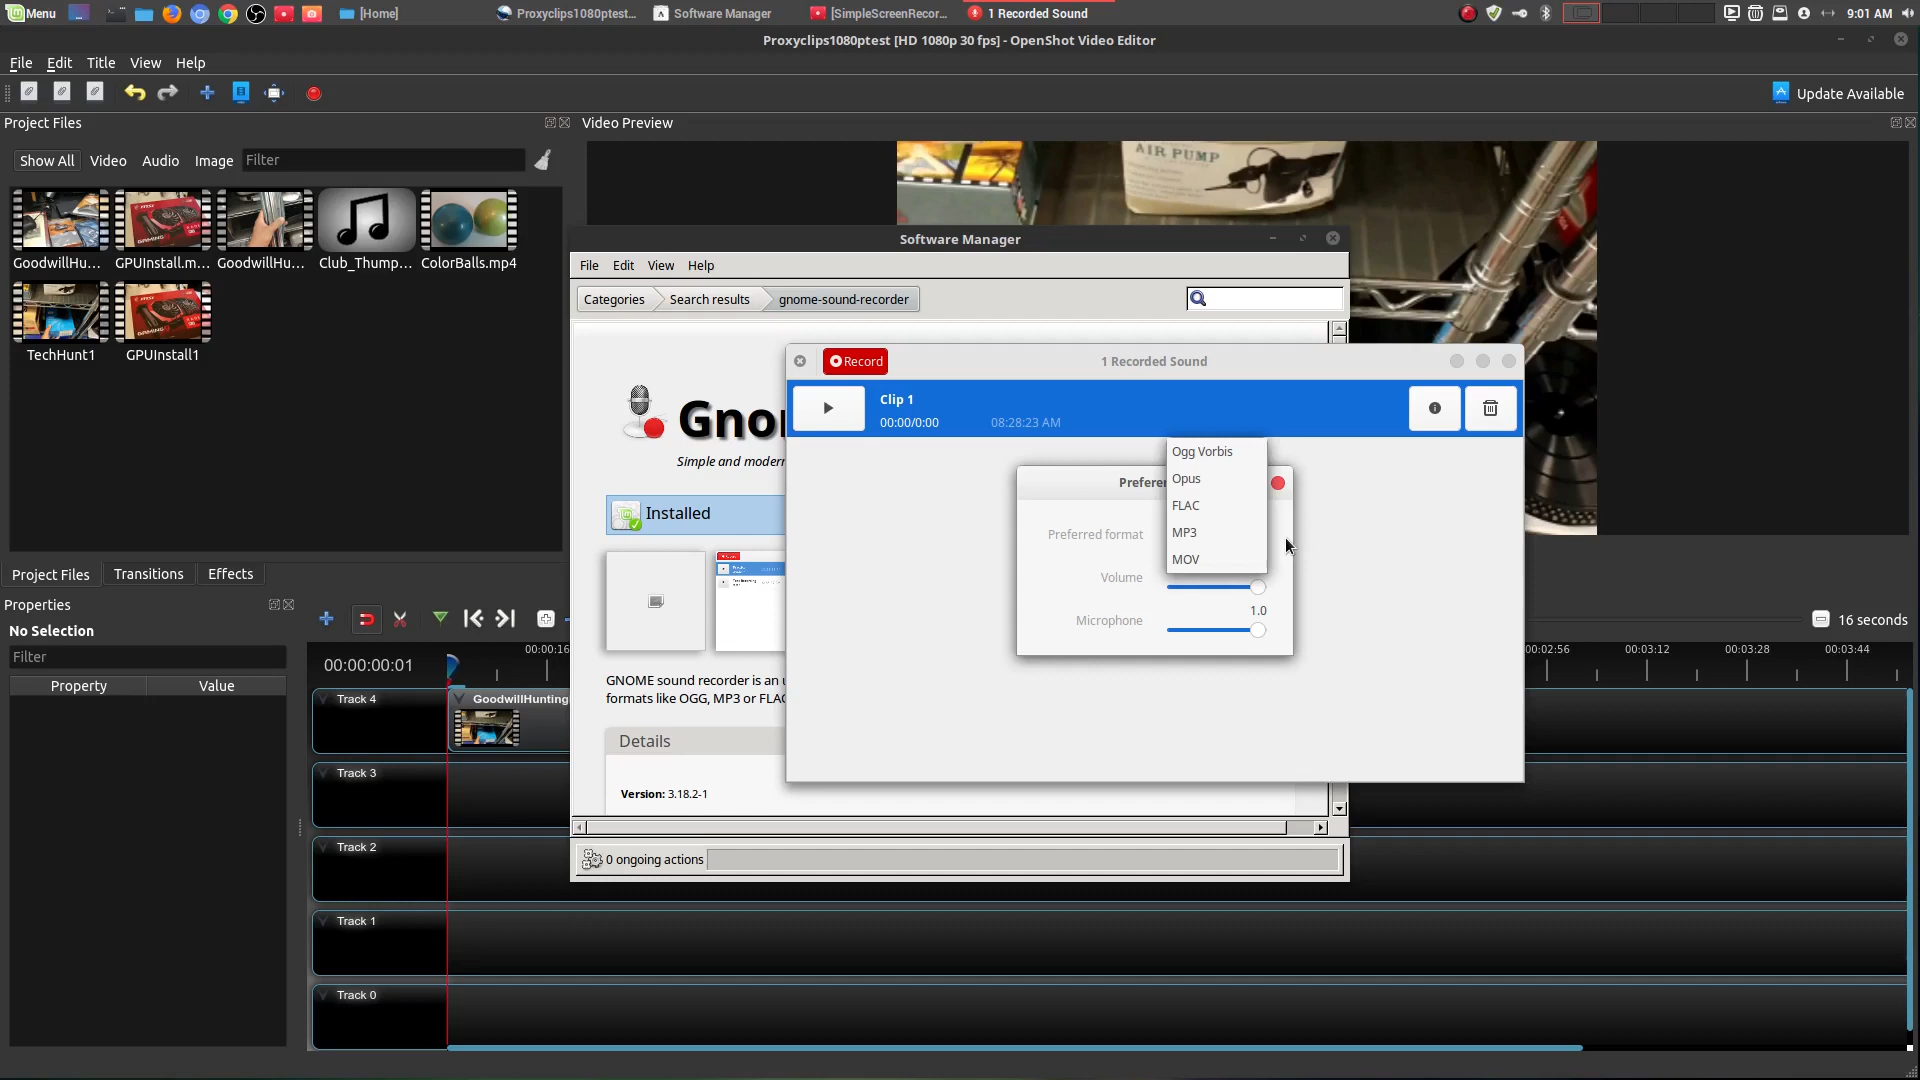 Menu
[Home]
Proxyclips1080ptest...
Software Manager
[SimpleScreenRecor...
1 Recorded Sound
9:01 AM
Proxyclips1080ptest [HD 1080p 30 fps] - OpenShot Video Editor
File Edit Title View Help
Update Available
Project Files
Video Preview
Show All Video Audio Image Filter
GoodwillHu... GPUInstall.m... GoodwillHu... Club_Thump... ColorBalls.mp4
TechHunt1 GPUInstall1
AIR PUMP
Software Manager
File Edit View Help
Categories Search results gnome-sound-recorder
Record
1 Recorded Sound
Clip 1
00:00/0:00 08:28:23 AM
Gno
Simple and modern
Installed
Preferen
Ogg Vorbis
Opus
FLAC
MP3
MOV
Preferred format
Volume
1.0
Microphone
GNOME sound recorder is an u
formats like OGG, MP3 or FLAC
Details
Version: 3.18.2-1
0 ongoing actions
Project Files Transitions Effects
Properties
No Selection
Filter
Property Value
16 seconds
00:00:00:01
00:00:16
00:02:56 00:03:12 00:03:28 00:03:44
Track 4
GoodwillHunting
Track 3
Track 2
Track 1
Track 0